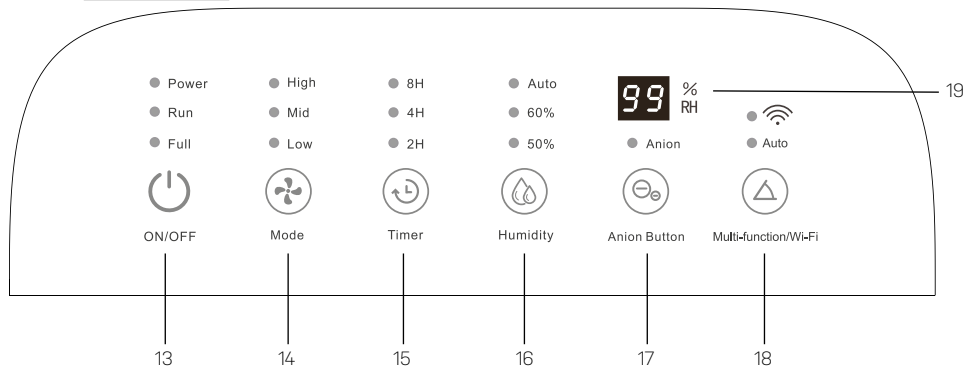 Power High 8H Auto 99 % RH 19
Run Mid 4H 60%
Full Low 2H 50% Anion Auto
ON/OFF Mode Timer Humidity Anion Button Multi-function/Wi-Fi
13 14 15 16 17 18